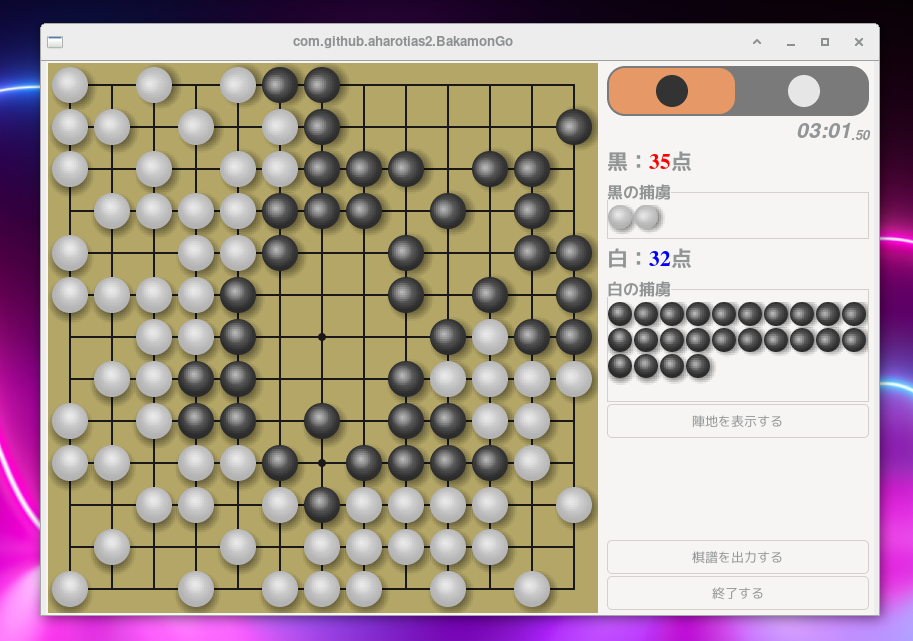 com.github.aharotias2.BakamonGo
03:01.50
黒：35点
黒の捕虜
白：32点
白の捕虜
陣地を表示する
棋譜を出力する
終了する